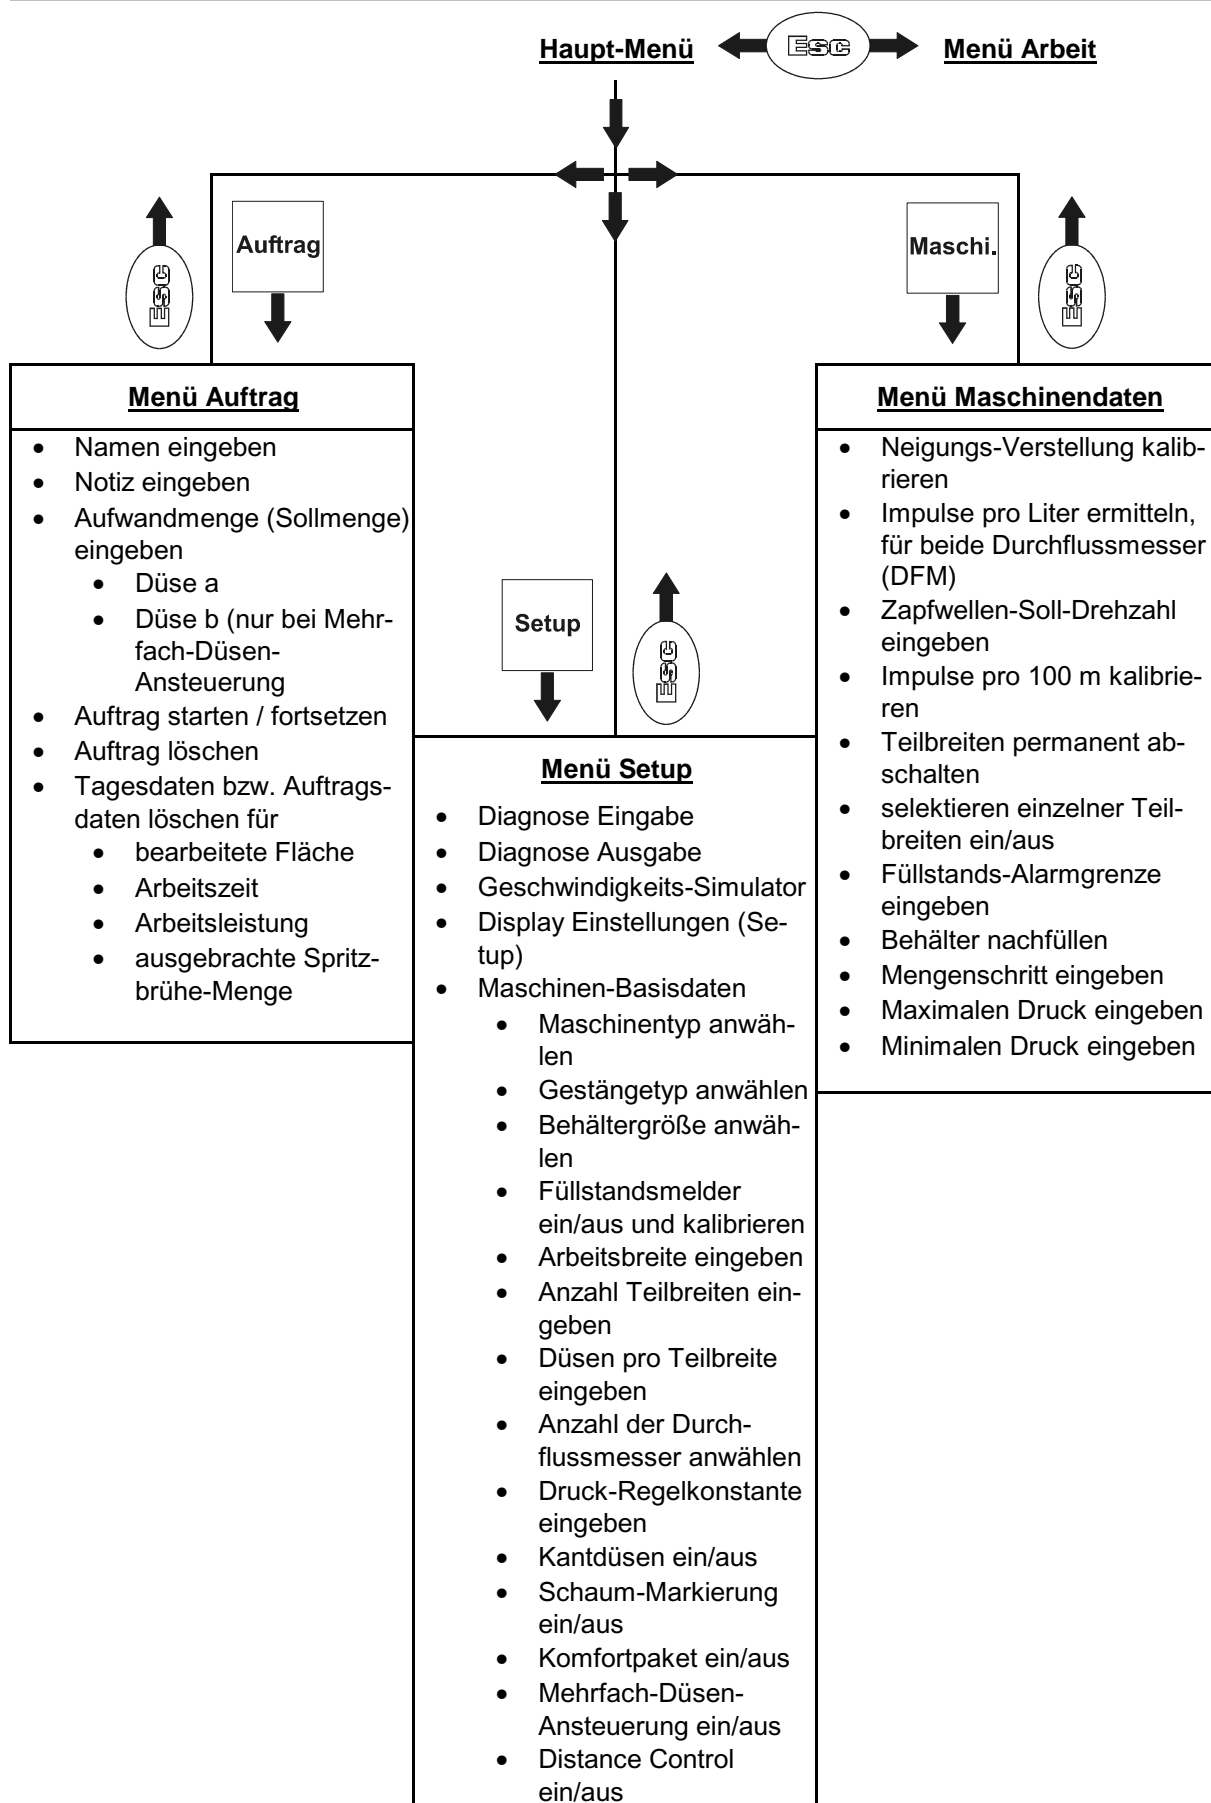 Haupt-Menü
Esc
Menü Arbeit
Esc
Auftrag
Maschi.
Esc
Menü Auftrag
• Namen eingeben
• Notiz eingeben
• Aufwandmenge (Sollmenge)
eingeben
• Düse a
• Düse b (nur bei Mehr-
fach-Düsen-
Ansteuerung
• Auftrag starten / fortsetzen
• Auftrag löschen
• Tagesdaten bzw. Auftrags-
daten löschen für
• bearbeitete Fläche
• Arbeitszeit
• Arbeitsleistung
• ausgebrachte Spritz-
brühe-Menge
Setup
Esc
Menü Setup
• Diagnose Eingabe
• Diagnose Ausgabe
• Geschwindigkeits-Simulator
• Display Einstellungen (Se-
tup)
• Maschinen-Basisdaten
• Maschinentyp anwäh-
len
• Gestängetyp anwählen
• Behältergröße anwäh-
len
• Füllstandsmelder
ein/aus und kalibrieren
• Arbeitsbreite eingeben
• Anzahl Teilbreiten ein-
geben
• Düsen pro Teilbreite
eingeben
• Anzahl der Durch-
flussmesser anwählen
• Druck-Regelkonstante
eingeben
• Kantdüsen ein/aus
• Schaum-Markierung
ein/aus
• Komfortpaket ein/aus
• Mehrfach-Düsen-
Ansteuerung ein/aus
• Distance Control
ein/aus
Menü Maschinendaten
• Neigungs-Verstellung kalib-
rieren
• Impulse pro Liter ermitteln,
für beide Durchflussmesser
(DFM)
• Zapfwellen-Soll-Drehzahl
eingeben
• Impulse pro 100 m kalibrie-
ren
• Teilbreiten permanent ab-
schalten
• selektieren einzelner Teil-
breiten ein/aus
• Füllstands-Alarmgrenze
eingeben
• Behälter nachfüllen
• Mengenschritt eingeben
• Maximalen Druck eingeben
• Minimalen Druck eingeben